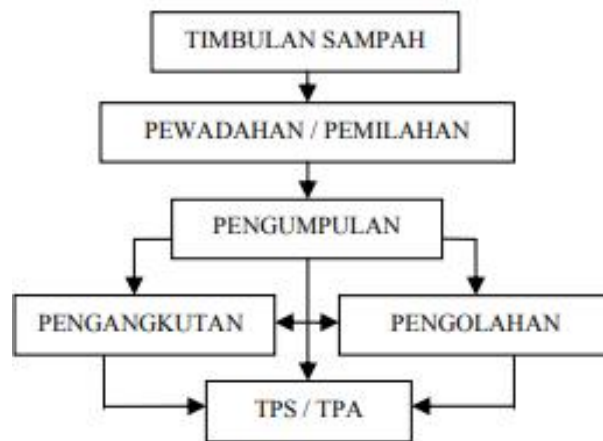 TIMBULAN SAMPAH
PEWADAHAN / PEMILAHAN
PENGUMPULAN
PENGANGKUTAN
PENGOLAHAN
TPS / TPA